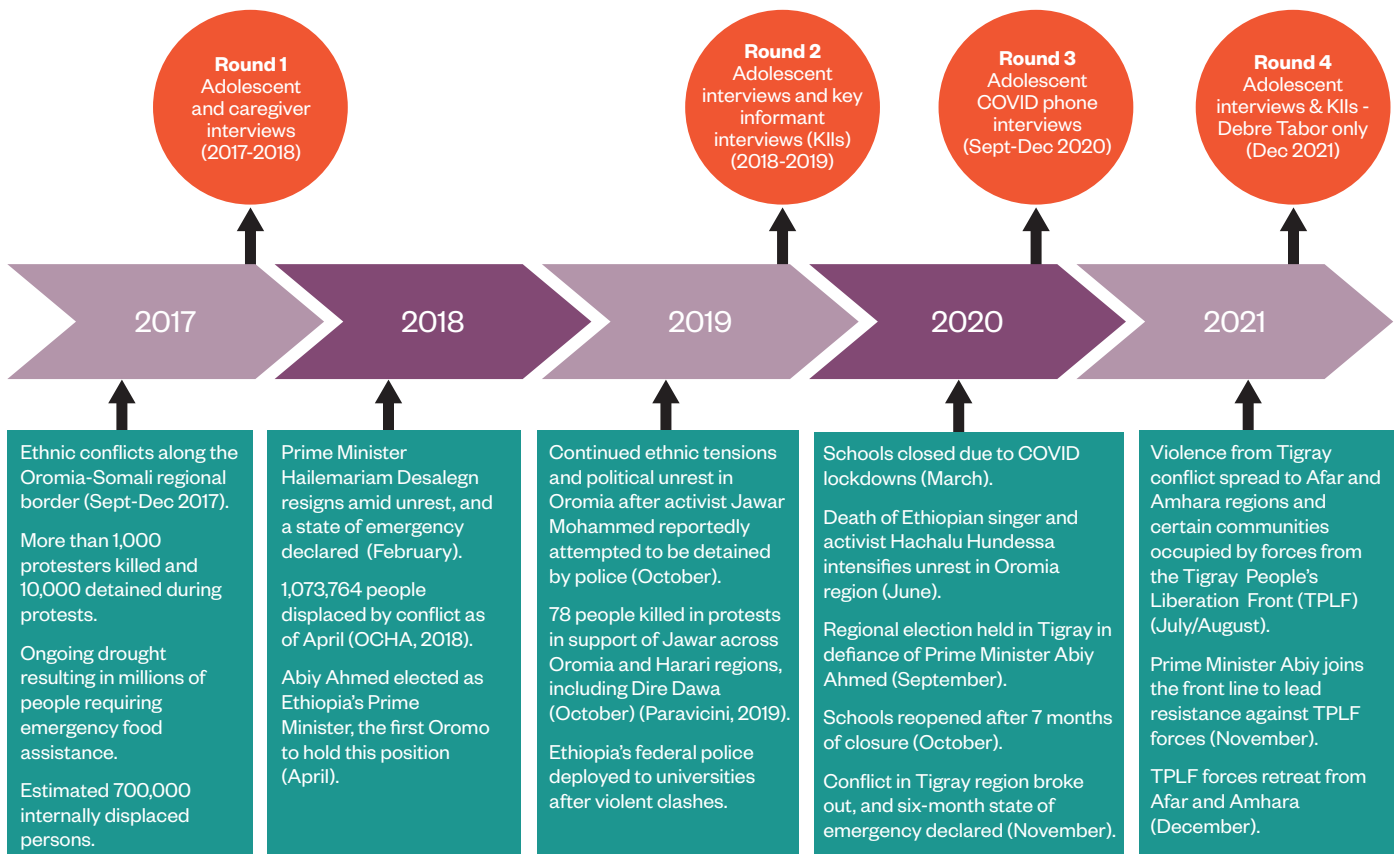 Round 1
Adolescent
and caregiver
interviews
(2017-2018)
Round 2
Adolescent
interviews and key
informant
interviews (KIIs)
(2018-2019)
Round 3
Adolescent
COVID phone
interviews
(Sept-Dec 2020)
Round 4
Adolescent
interviews & KIIs -
Debre Tabor only
(Dec 2021)
2017
2018
2019
2020
2021
Ethnic conflicts along the
Oromia-Somali regional
border (Sept-Dec 2017).
More than 1,000
protesters killed and
10,000 detained during
protests.
Ongoing drought
resulting in millions of
people requiring
emergency food
assistance.
Estimated 700,000
internally displaced
persons.
Prime Minister
Hailemariam Desalegn
resigns amid unrest, and
a state of emergency
declared (February).
1,073,764 people
displaced by conflict as
of April (OCHA, 2018).
Abiy Ahmed elected as
Ethiopia's Prime
Minister, the first Oromo
to hold this position
(April).
Continued ethnic tensions
and political unrest in
Oromia after activist Jawar
Mohammed reportedly
attempted to be detained
by police (October).
78 people killed in protests
in support of Jawar across
Oromia and Harari regions,
including Dire Dawa
(October) (Paravicini, 2019).
Ethiopia's federal police
deployed to universities
after violent clashes.
Schools closed due to COVID
lockdowns (March).
Death of Ethiopian singer and
activist Hachalu Hundessa
intensifies unrest in Oromia
region (June).
Regional election held in Tigray in
defiance of Prime Minister Abiy
Ahmed (September).
Schools reopened after 7 months
of closure (October).
Conflict in Tigray region broke
out, and six-month state of
emergency declared (November).
Violence from Tigray
conflict spread to Afar and
Amhara regions and
certain communities
occupied by forces from
the Tigray People's
Liberation Front (TPLF)
(July/August).
Prime Minister Abiy joins
the front line to lead
resistance against TPLF
forces (November).
TPLF forces retreat from
Afar and Amhara
(December).